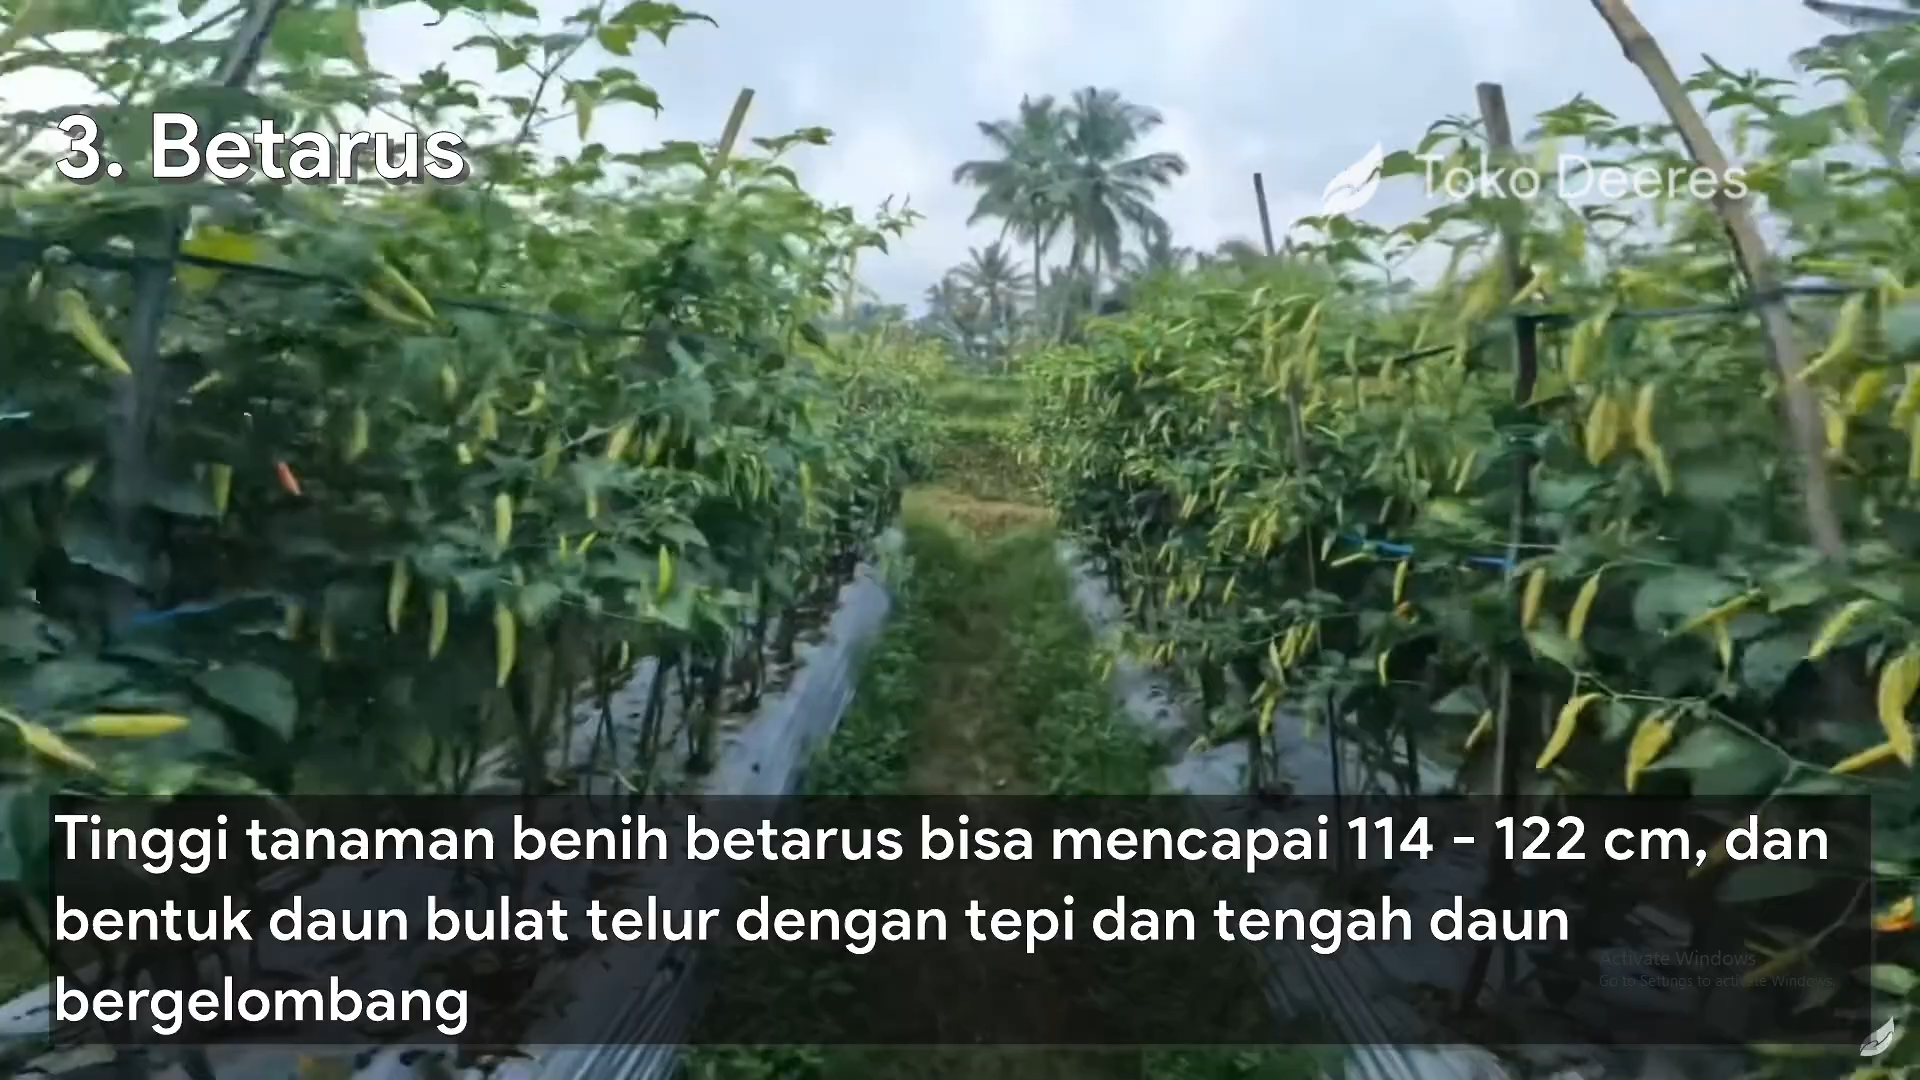 3. Betarus
Toko Deeres
Tinggi tanaman benih betarus bisa mencapai 114 - 122 cm, dan
bentuk daun bulat telur dengan tepi dan tengah daun
bergelombang
Activate Windows
Go to Settings to activate Windows.